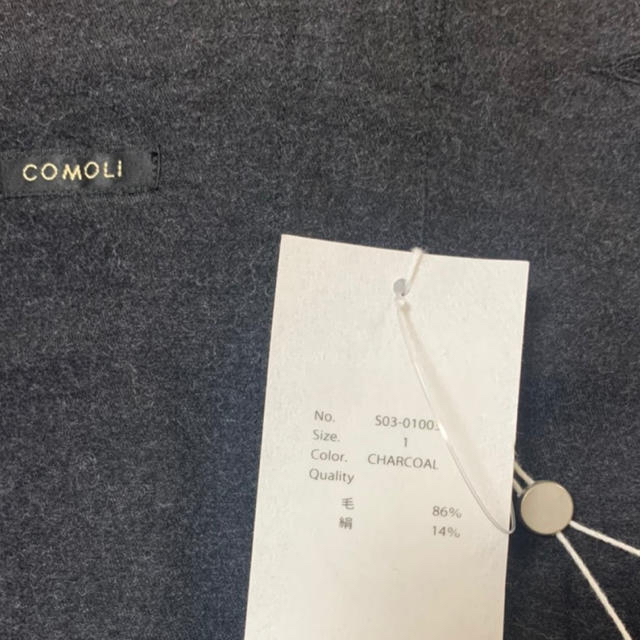 COMOLI
No. S03-0100
Size. 1
Color. CHARCOAL
Quality
毛 86%
絹 14%